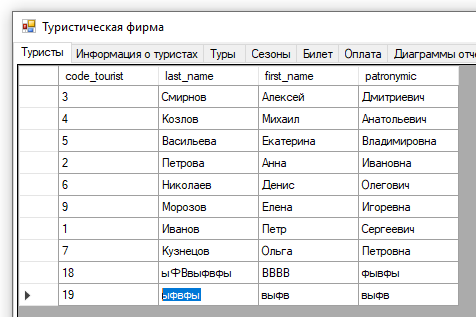 Туристическая фирма
Туристы Информация о туристах Туры Сезоны Билет Оплата Диаграммы отче
code_tourist last_name first_name patronymic
3 Смирнов Алексей Дмитриевич
4 Козлов Михаил Анатольевич
5 Васильева Екатерина Владимировна
2 Петрова Анна Ивановна
6 Николаев Денис Олегович
9 Морозов Елена Игоревна
1 Иванов Петр Сергеевич
7 Кузнецов Ольга Петровна
18 ыФВвыфвфы ВВВВ фывфы
19 ыфвфы выфв выфв